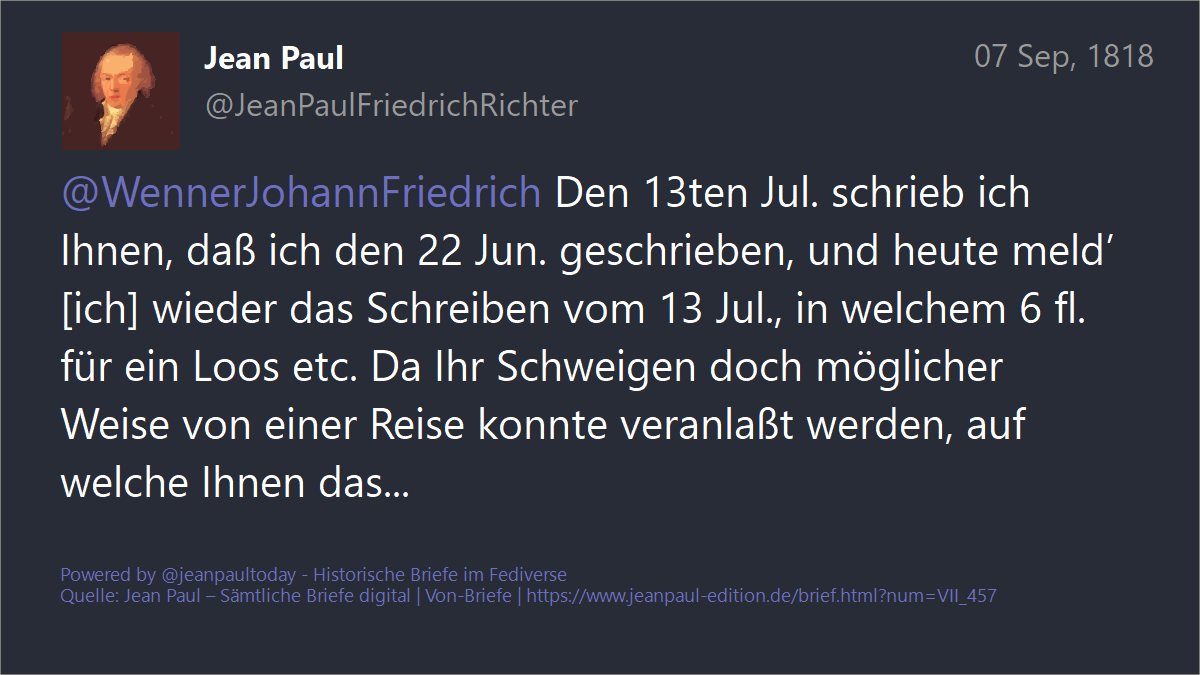 Jean Paul
07 Sep, 1818
@JeanPaulFriedrichRichter
@WennerJohannFriedrich Den 13ten Jul. schrieb ich
Ihnen, daß ich den 22 Jun. geschrieben, und heute meld’
[ich] wieder das Schreiben vom 13 Jul., in welchem 6 fl.
für ein Loos etc. Da Ihr Schweigen doch möglicher
Weise von einer Reise konnte veranlaßt werden, auf
welche Ihnen das...
Powered by @jeanpaultoday - Historische Briefe im Fediverse
Quelle: Jean Paul – Sämtliche Briefe digital | Von-Briefe | https://www.jeanpaul-edition.de/brief.html?num=VII_457